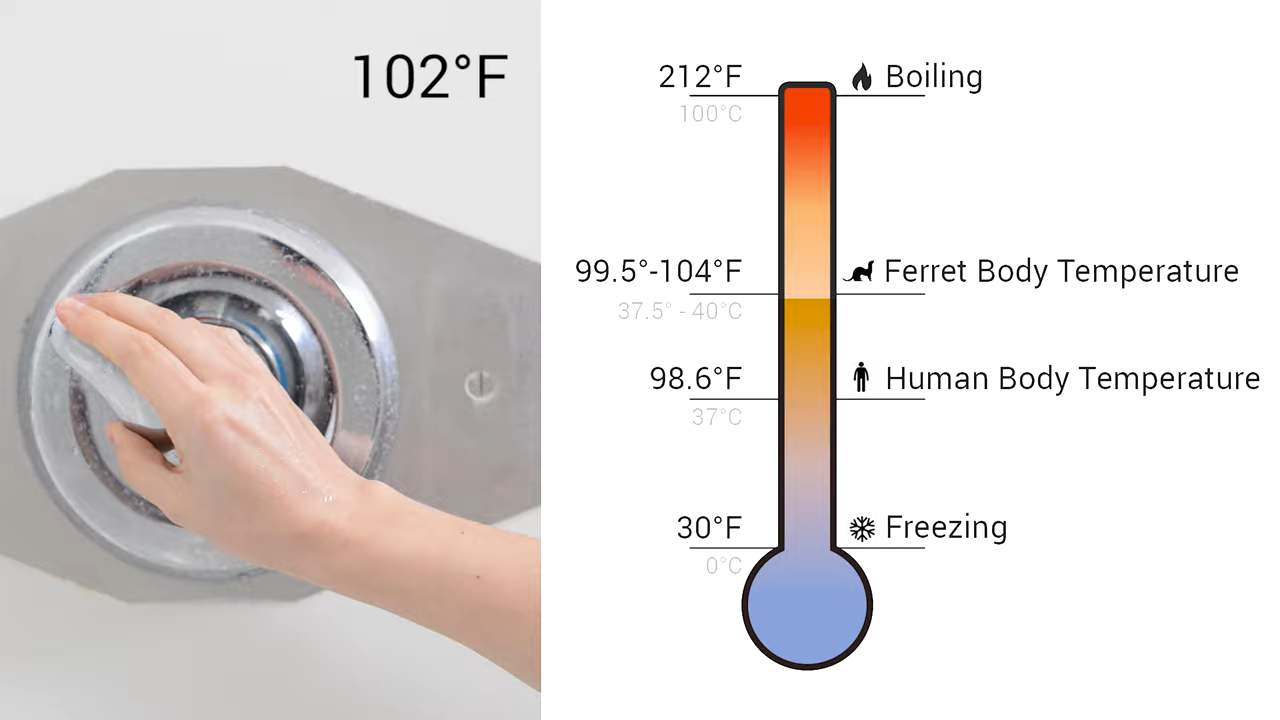 102°F
212°F Boiling
100°C
99.5°-104°F Ferret Body Temperature
37.5° - 40°C
98.6°F Human Body Temperature
37°C
30°F Freezing
0°C